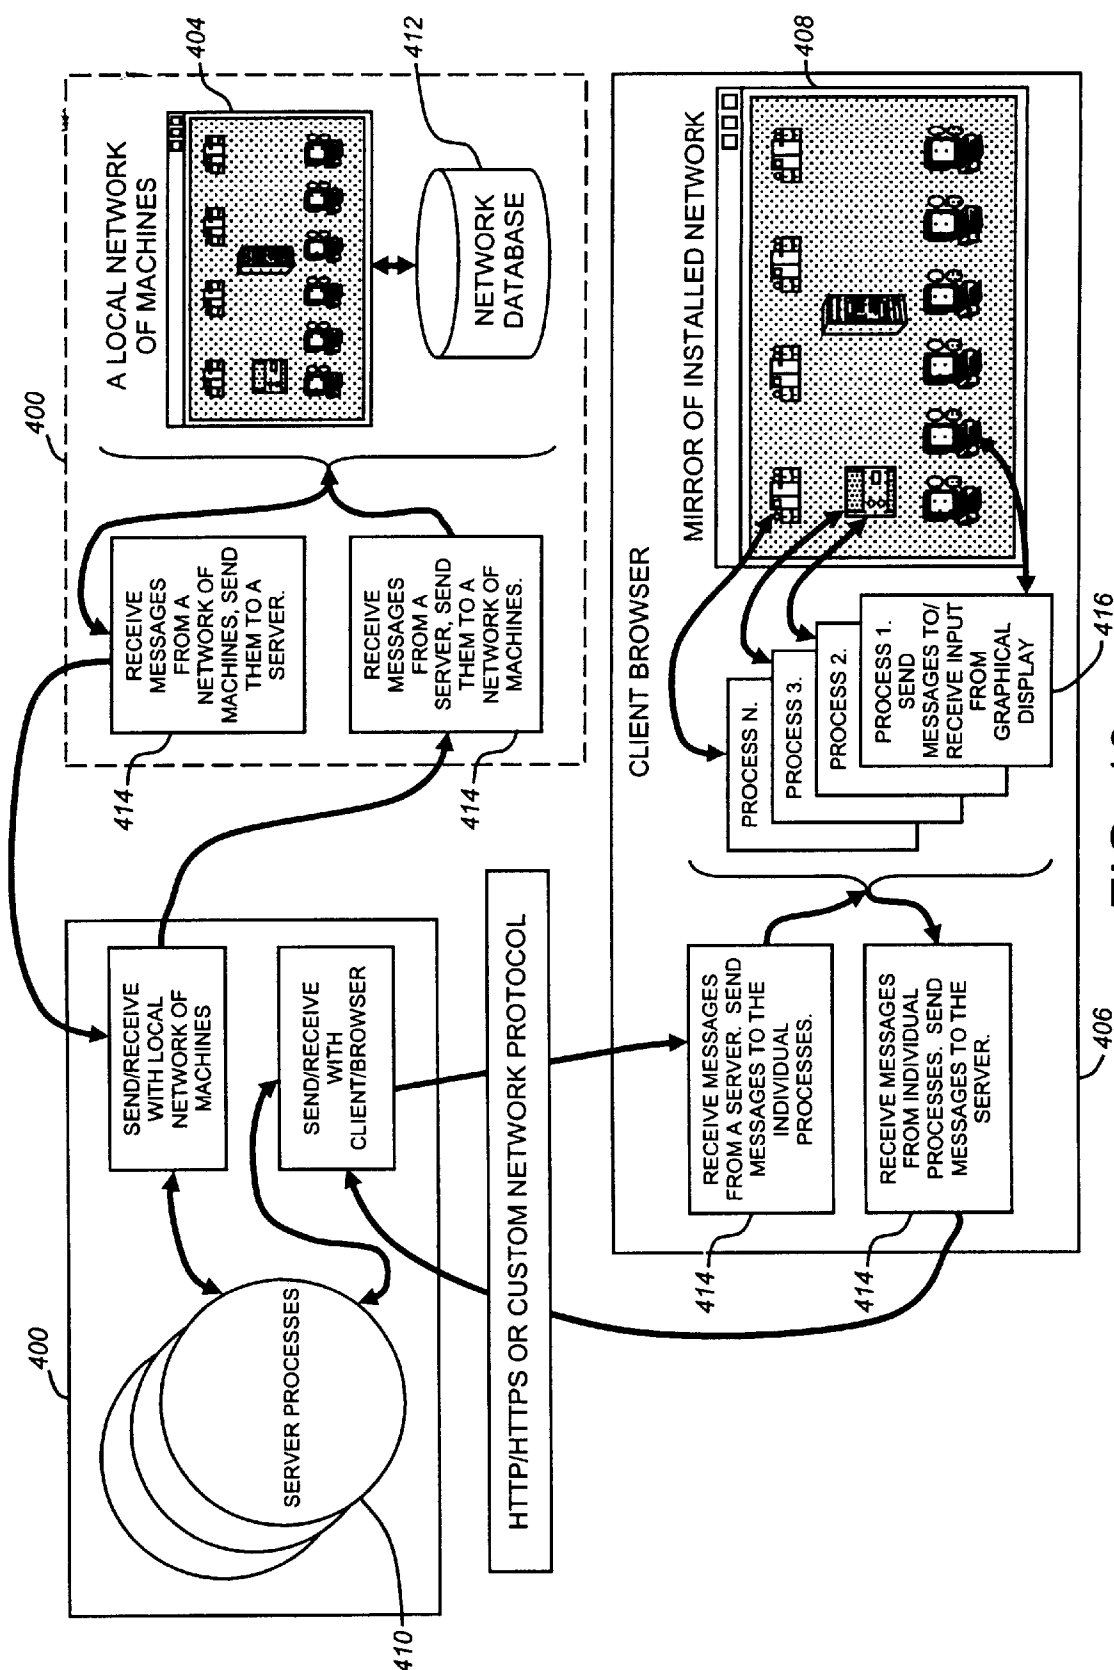 400
SERVER PROCESSES
410
SEND/RECEIVE
WITH LOCAL
NETWORK OF
MACHINES
SEND/RECEIVE
WITH
CLIENT/BROWSER
400
414
RECEIVE
MESSAGES
FROM A
NETWORK OF
MACHINES, SEND
THEM TO A
SERVER.
414
RECEIVE
MESSAGES
FROM A
SERVER, SEND
THEM TO A
NETWORK OF
MACHINES.
A LOCAL NETWORK
OF MACHINES
404
412
NETWORK
DATABASE
HTTP/HTTPS OR CUSTOM NETWORK PROTOCOL
CLIENT BROWSER
414
RECEIVE MESSAGES
FROM A SERVER. SEND
MESSAGES TO THE
INDIVIDUAL
PROCESSES.
414
RECEIVE MESSAGES
FROM INDIVIDUAL
PROCESSES. SEND
MESSAGES TO THE
SERVER.
406
PROCESS N.
PROCESS 3.
PROCESS 2.
PROCESS 1.
SEND
MESSAGES TO/
RECEIVE INPUT
FROM
GRAPHICAL
DISPLAY
416
MIRROR OF INSTALLED NETWORK
408